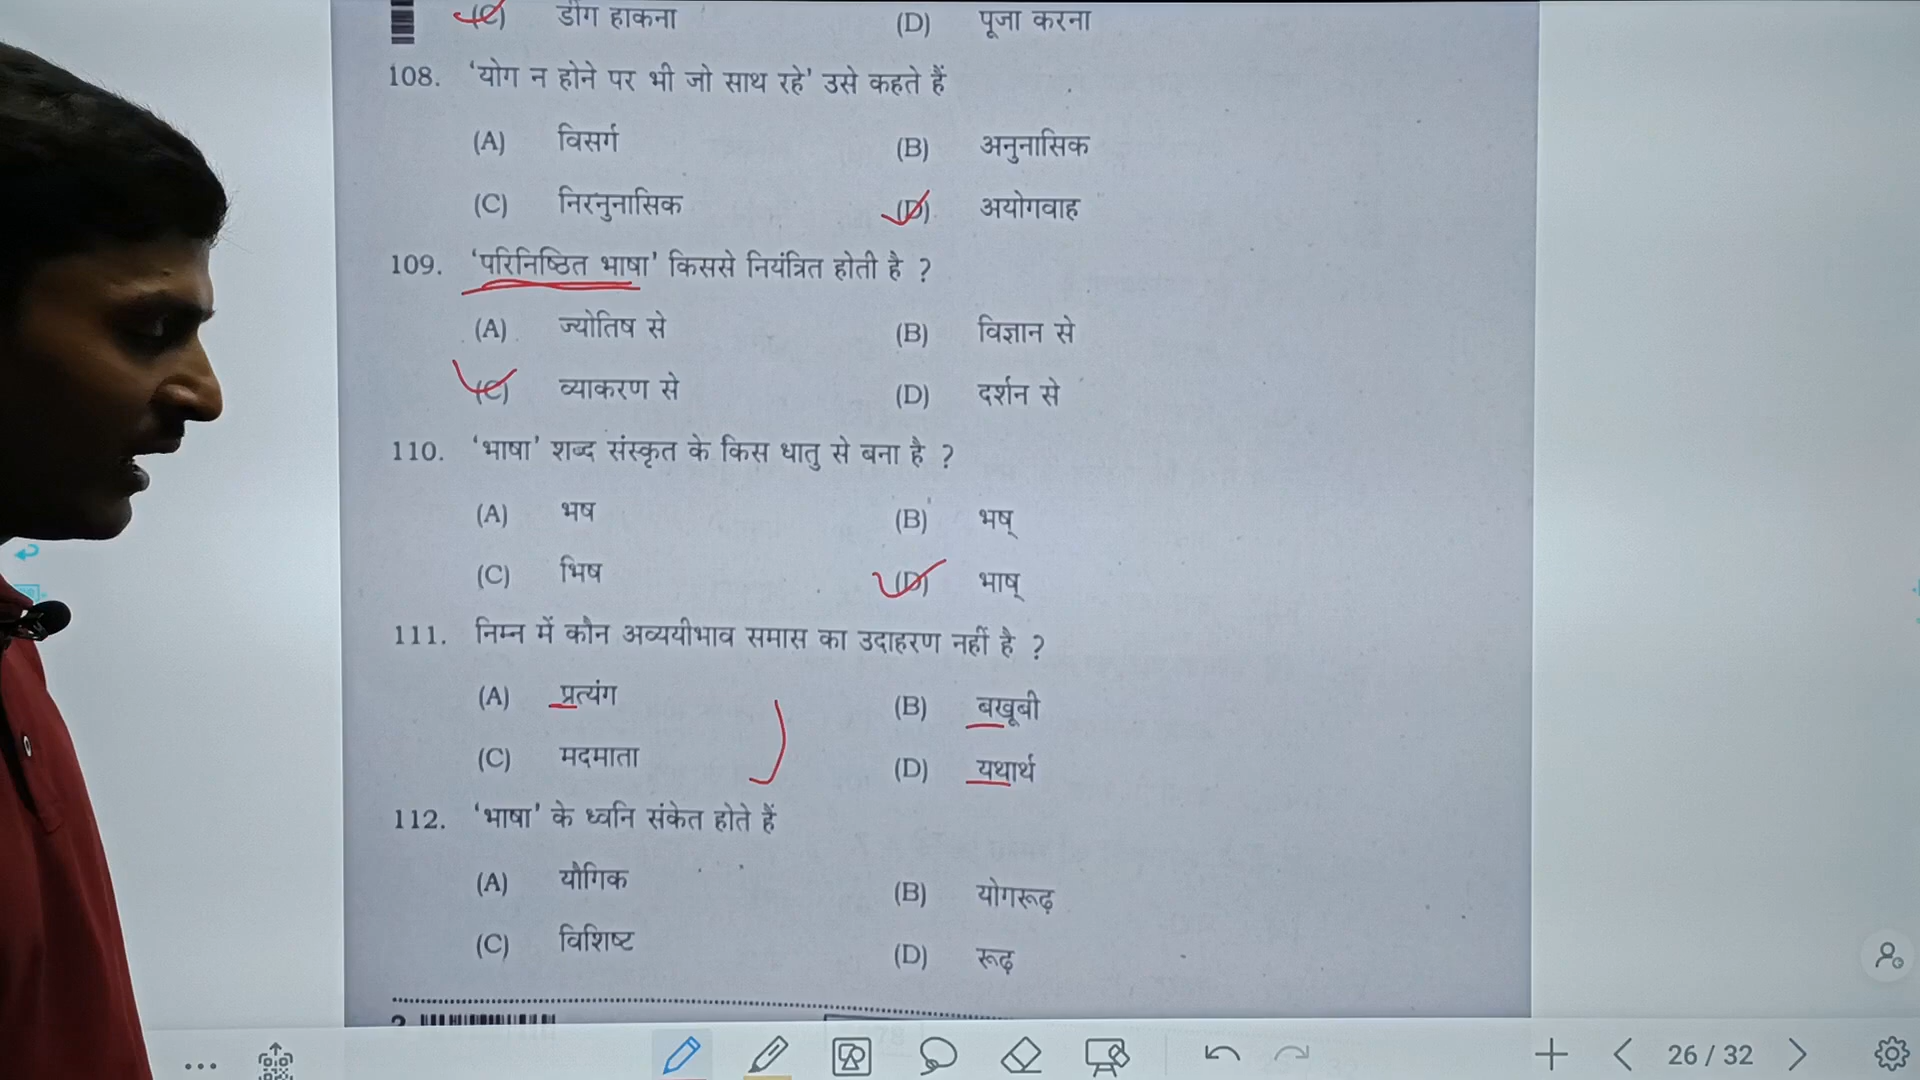 (C) डींग हाकना (D) पूजा करना
108. ‘योग न होने पर भी जो साथ रहे’ उसे कहते हैं
(A) विसर्ग (B) अनुनासिक
(C) निरनुनासिक (D) अयोगवाह
109. ‘परिनिष्ठित भाषा’ किससे नियंत्रित होती है ?
(A) ज्योतिष से (B) विज्ञान से
(C) व्याकरण से (D) दर्शन से
110. ‘भाषा’ शब्द संस्कृत के किस धातु से बना है ?
(A) भष (B) भष्
(C) भिष (D) भाष्
111. निम्न में कौन अव्ययीभाव समास का उदाहरण नहीं है ?
(A) प्रत्यंग (B) बखूबी
(C) मदमाता (D) यथार्थ
112. ‘भाषा’ के ध्वनि संकेत होते हैं
(A) यौगिक (B) योगरूढ़
(C) विशिष्ट (D) रूढ़
26 / 32